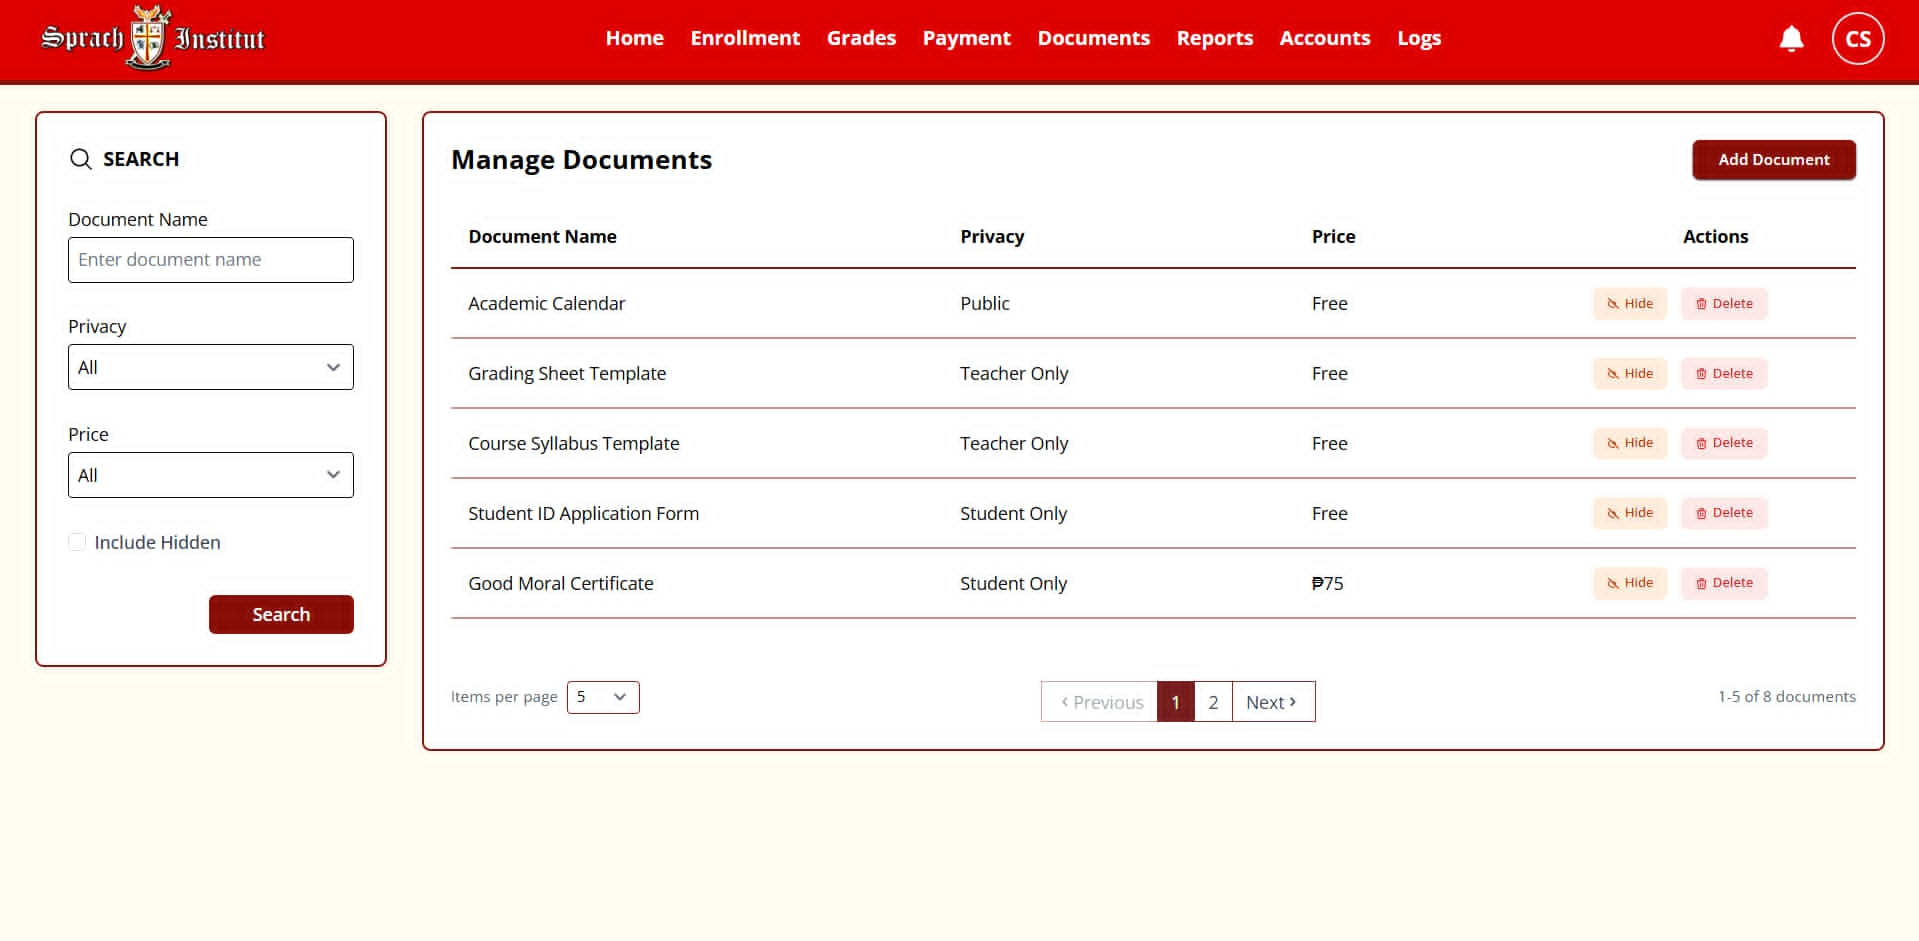 Sprach Institut
Home Enrollment Grades Payment Documents Reports Accounts Logs
CS
SEARCH
Document Name
Enter document name
Privacy
All
Price
All
Include Hidden
Search
Manage Documents
Add Document
Document Name Privacy Price Actions
Academic Calendar Public Free Hide Delete
Grading Sheet Template Teacher Only Free Hide Delete
Course Syllabus Template Teacher Only Free Hide Delete
Student ID Application Form Student Only Free Hide Delete
Good Moral Certificate Student Only ₱75 Hide Delete
Items per page 5
‹ Previous 1 2 Next ›
1-5 of 8 documents